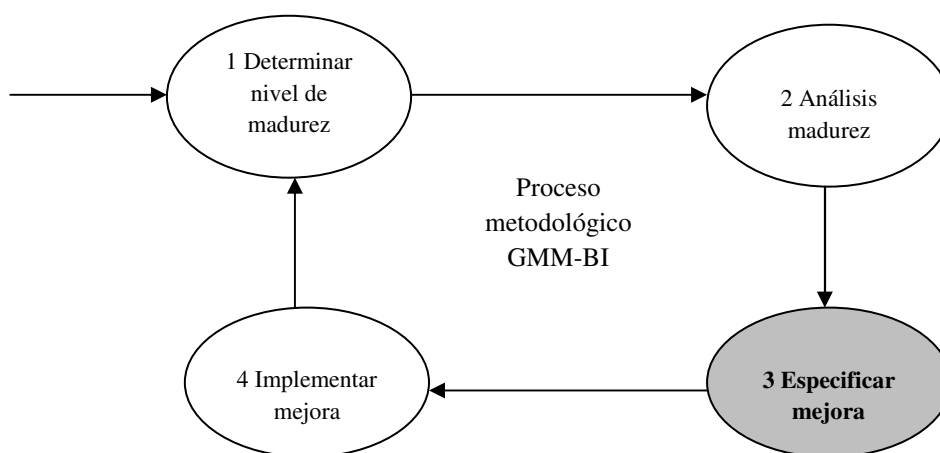 1 Determinar
nivel de
madurez
2 Análisis
madurez
Proceso
metodológico
GMM-BI
4 Implementar
mejora
3 Especificar
mejora